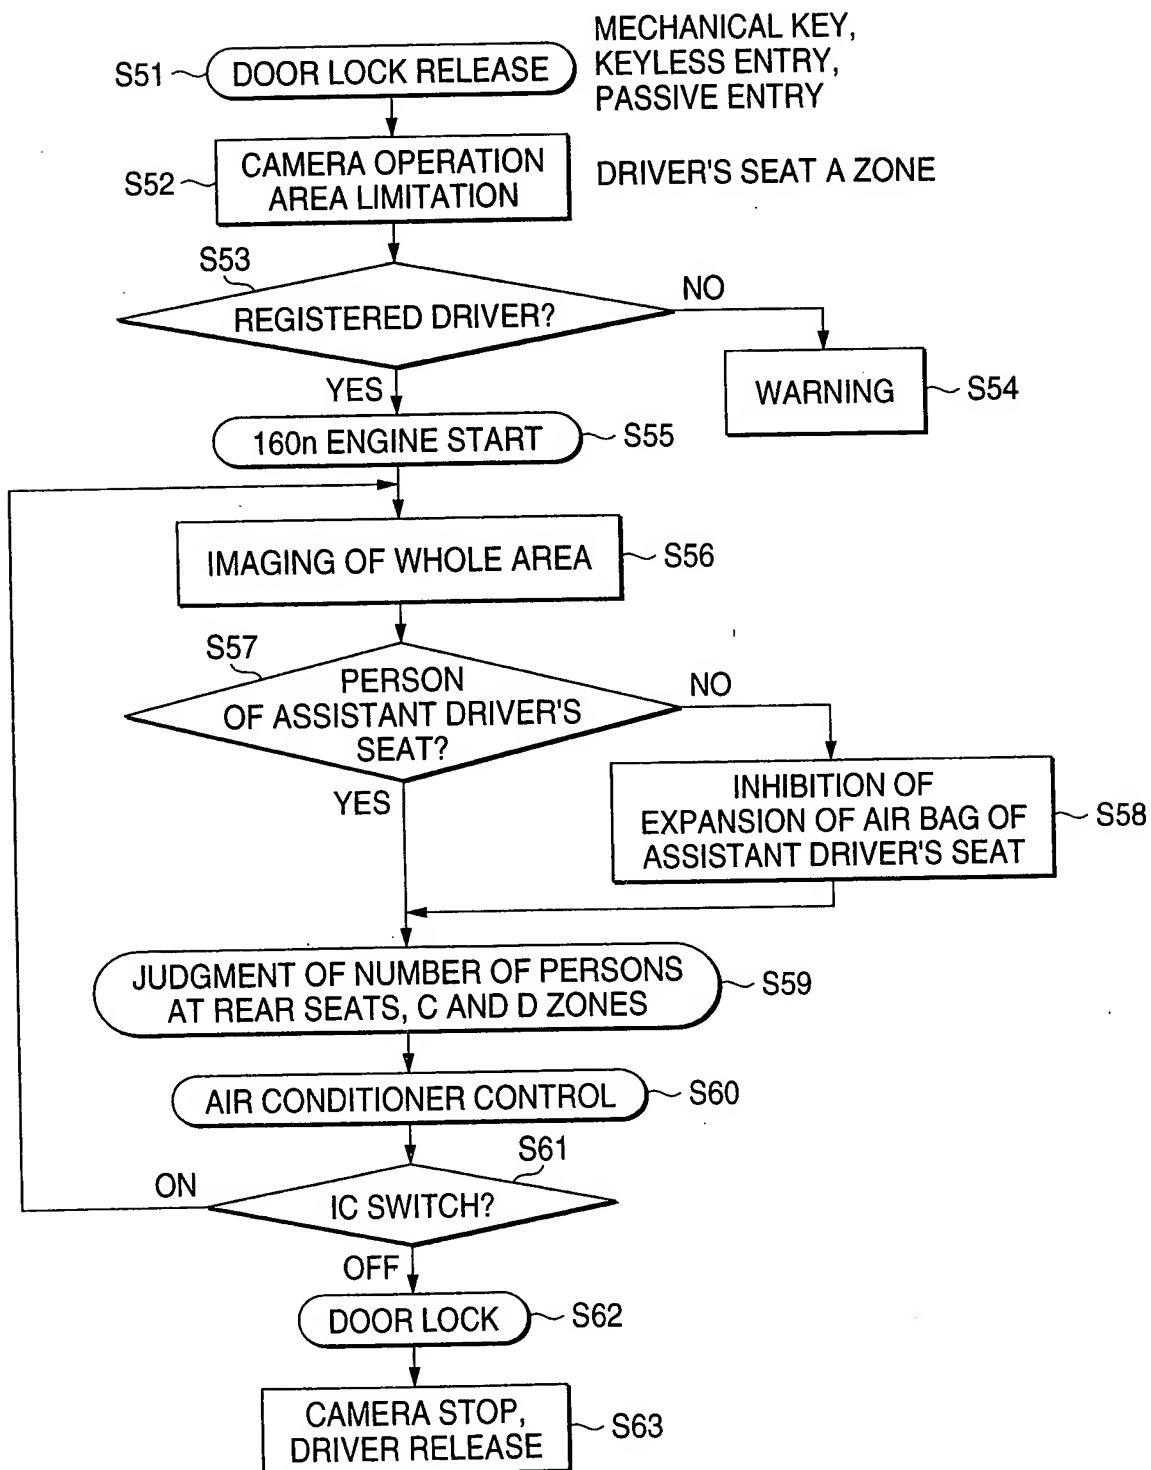 MECHANICAL KEY,
KEYLESS ENTRY,
PASSIVE ENTRY
S51
DOOR LOCK RELEASE
S52
CAMERA OPERATION
AREA LIMITATION
DRIVER'S SEAT A ZONE
S53
REGISTERED DRIVER?
NO
YES
WARNING
S54
160n ENGINE START
S55
IMAGING OF WHOLE AREA
S56
S57
PERSON
OF ASSISTANT DRIVER'S
SEAT?
NO
YES
INHIBITION OF
EXPANSION OF AIR BAG OF
ASSISTANT DRIVER'S SEAT
S58
JUDGMENT OF NUMBER OF PERSONS
AT REAR SEATS, C AND D ZONES
S59
AIR CONDITIONER CONTROL
S60
S61
ON
IC SWITCH?
OFF
DOOR LOCK
S62
CAMERA STOP,
DRIVER RELEASE
S63